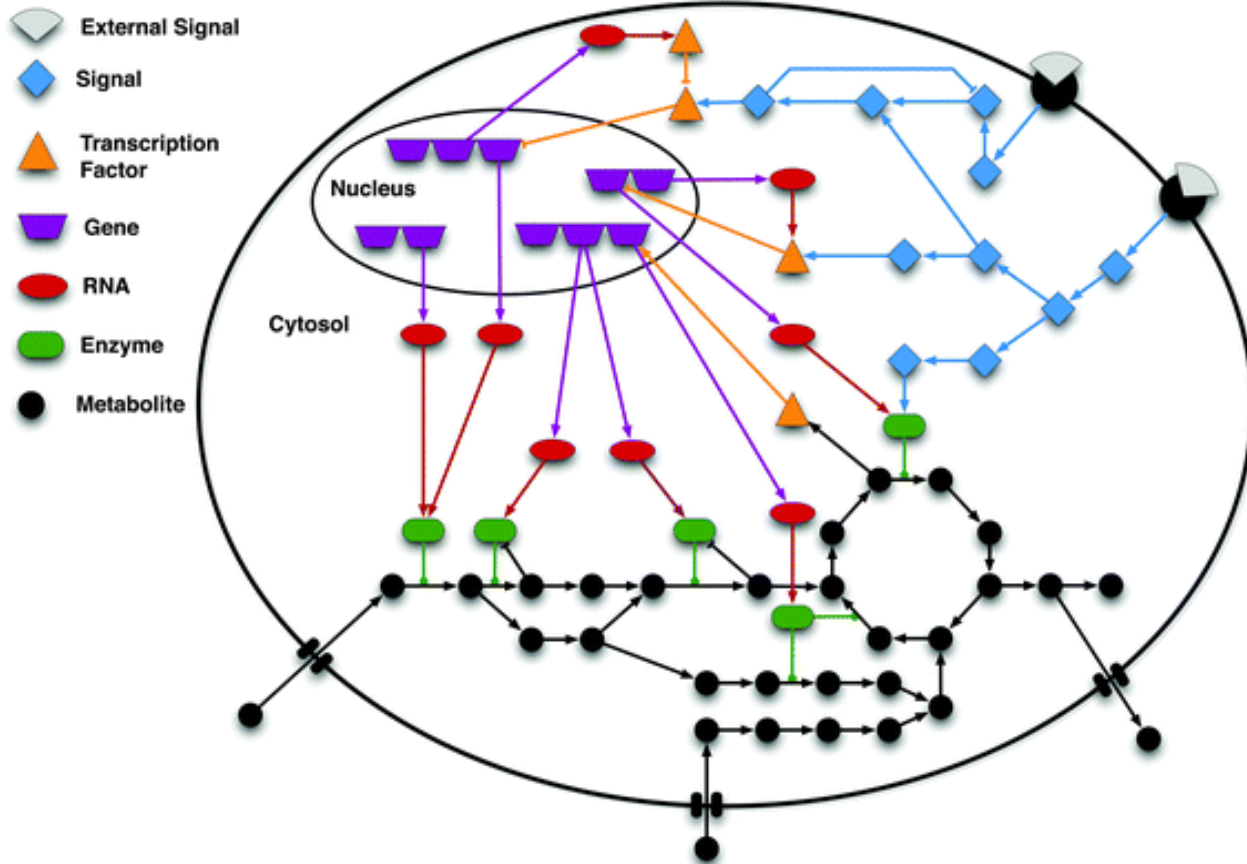 External Signal
Signal
Transcription
Factor
Gene
RNA
Enzyme
Metabolite
Nucleus
Cytosol